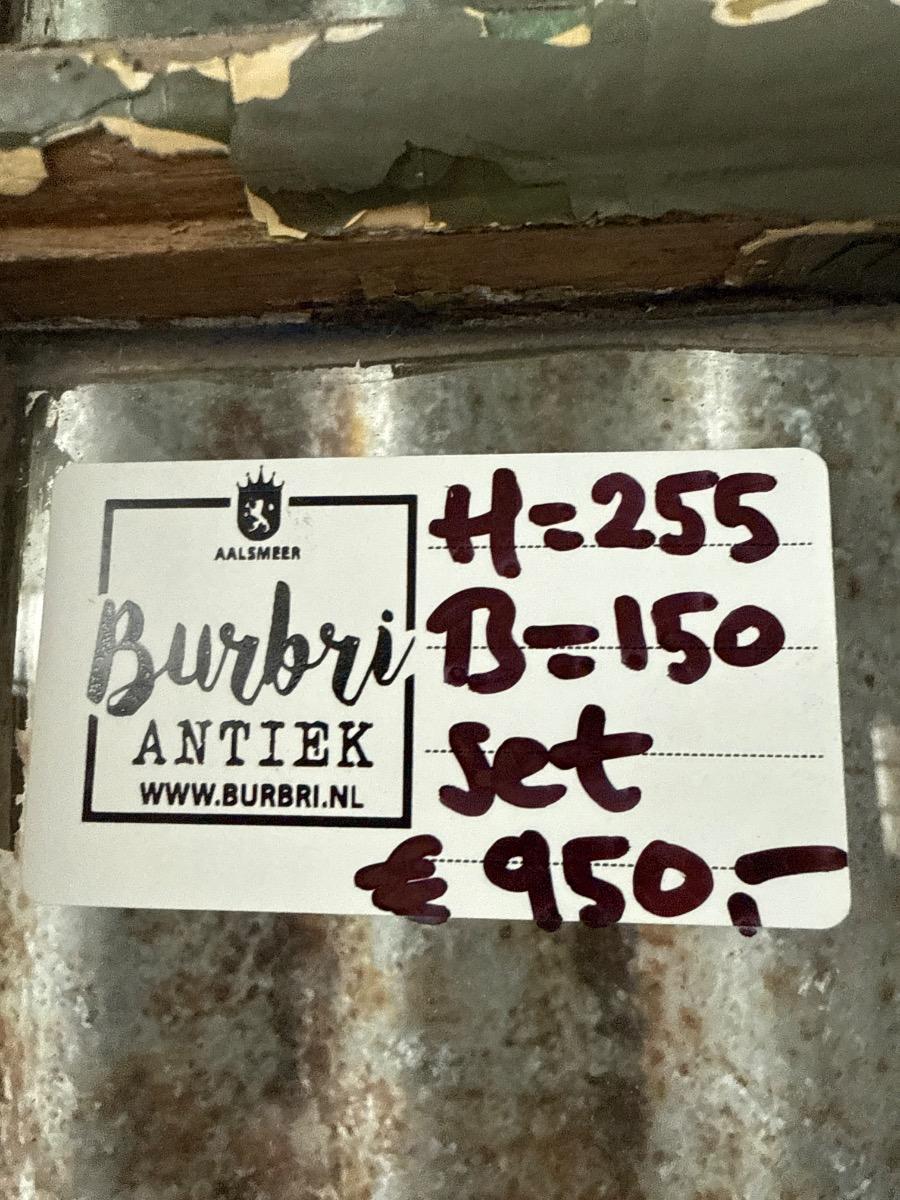 AALSMEER
Burbri
ANTIEK
WWW.BURBRI.NL
H=255
B=150
set
€ 950,-